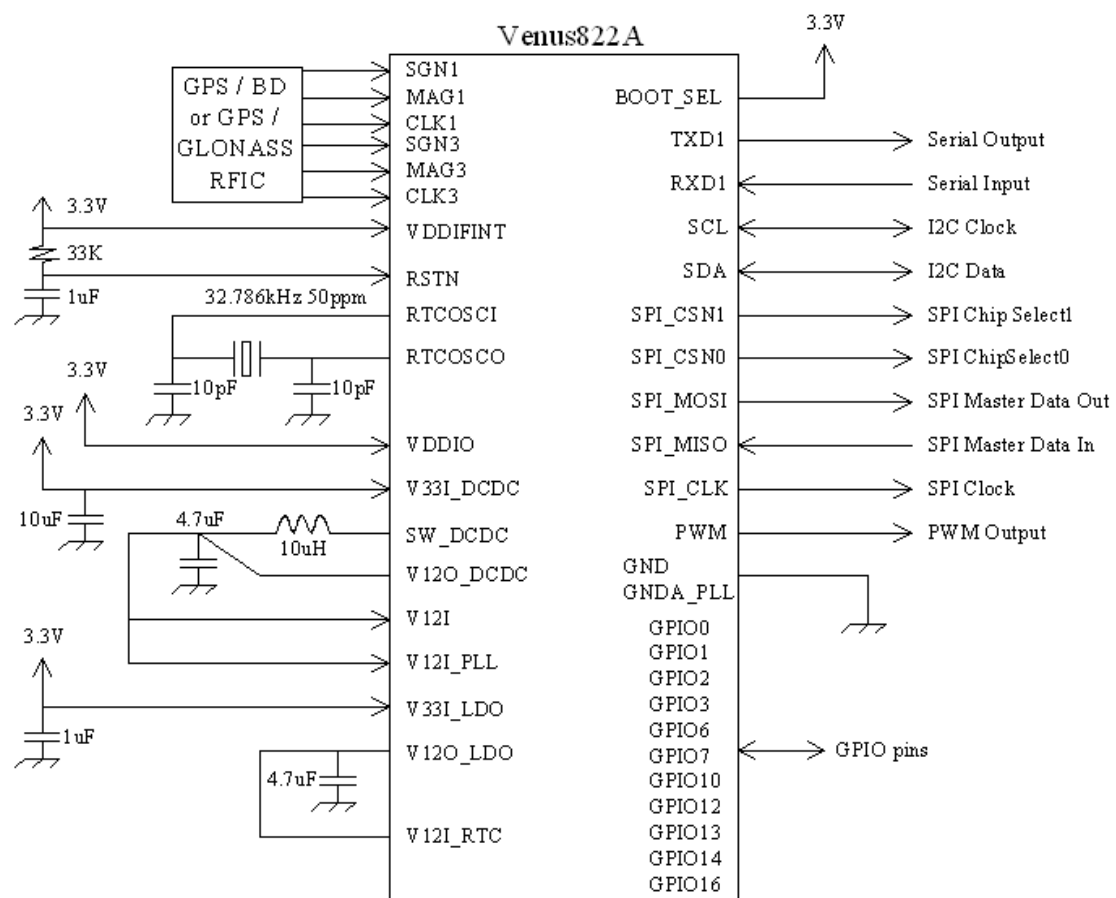 Venus822A
3.3V
GPS / BD
or GPS /
GLONASS
RFIC
SGN1
MAG1
CLK1
SGN3
MAG3
CLK3
3.3V
VDDIFINT
33K
RSTN
1uF
32.786kHz 50ppm
RTCOSCI
RTCOSCO
10pF
10pF
3.3V
3.3V
VDDIO
V33I_DCDC
10uF
4.7uF
10uH
SW_DCDC
V12O_DCDC
V12I
3.3V
V12I_PLL
V33I_LDO
1uF
V12O_LDO
4.7uF
V12I_RTC
BOOT_SEL
TXD1
Serial Output
RXD1
Serial Input
SCL
I2C Clock
SDA
I2C Data
SPI_CSN1
SPI Chip Select1
SPI_CSN0
SPI ChipSelect0
SPI_MOSI
SPI Master Data Out
SPI_MISO
SPI Master Data In
SPI_CLK
SPI Clock
PWM
PWM Output
GND
GNDA_PLL
GPIO0
GPIO1
GPIO2
GPIO3
GPIO6
GPIO7
GPIO pins
GPIO10
GPIO12
GPIO13
GPIO14
GPIO16